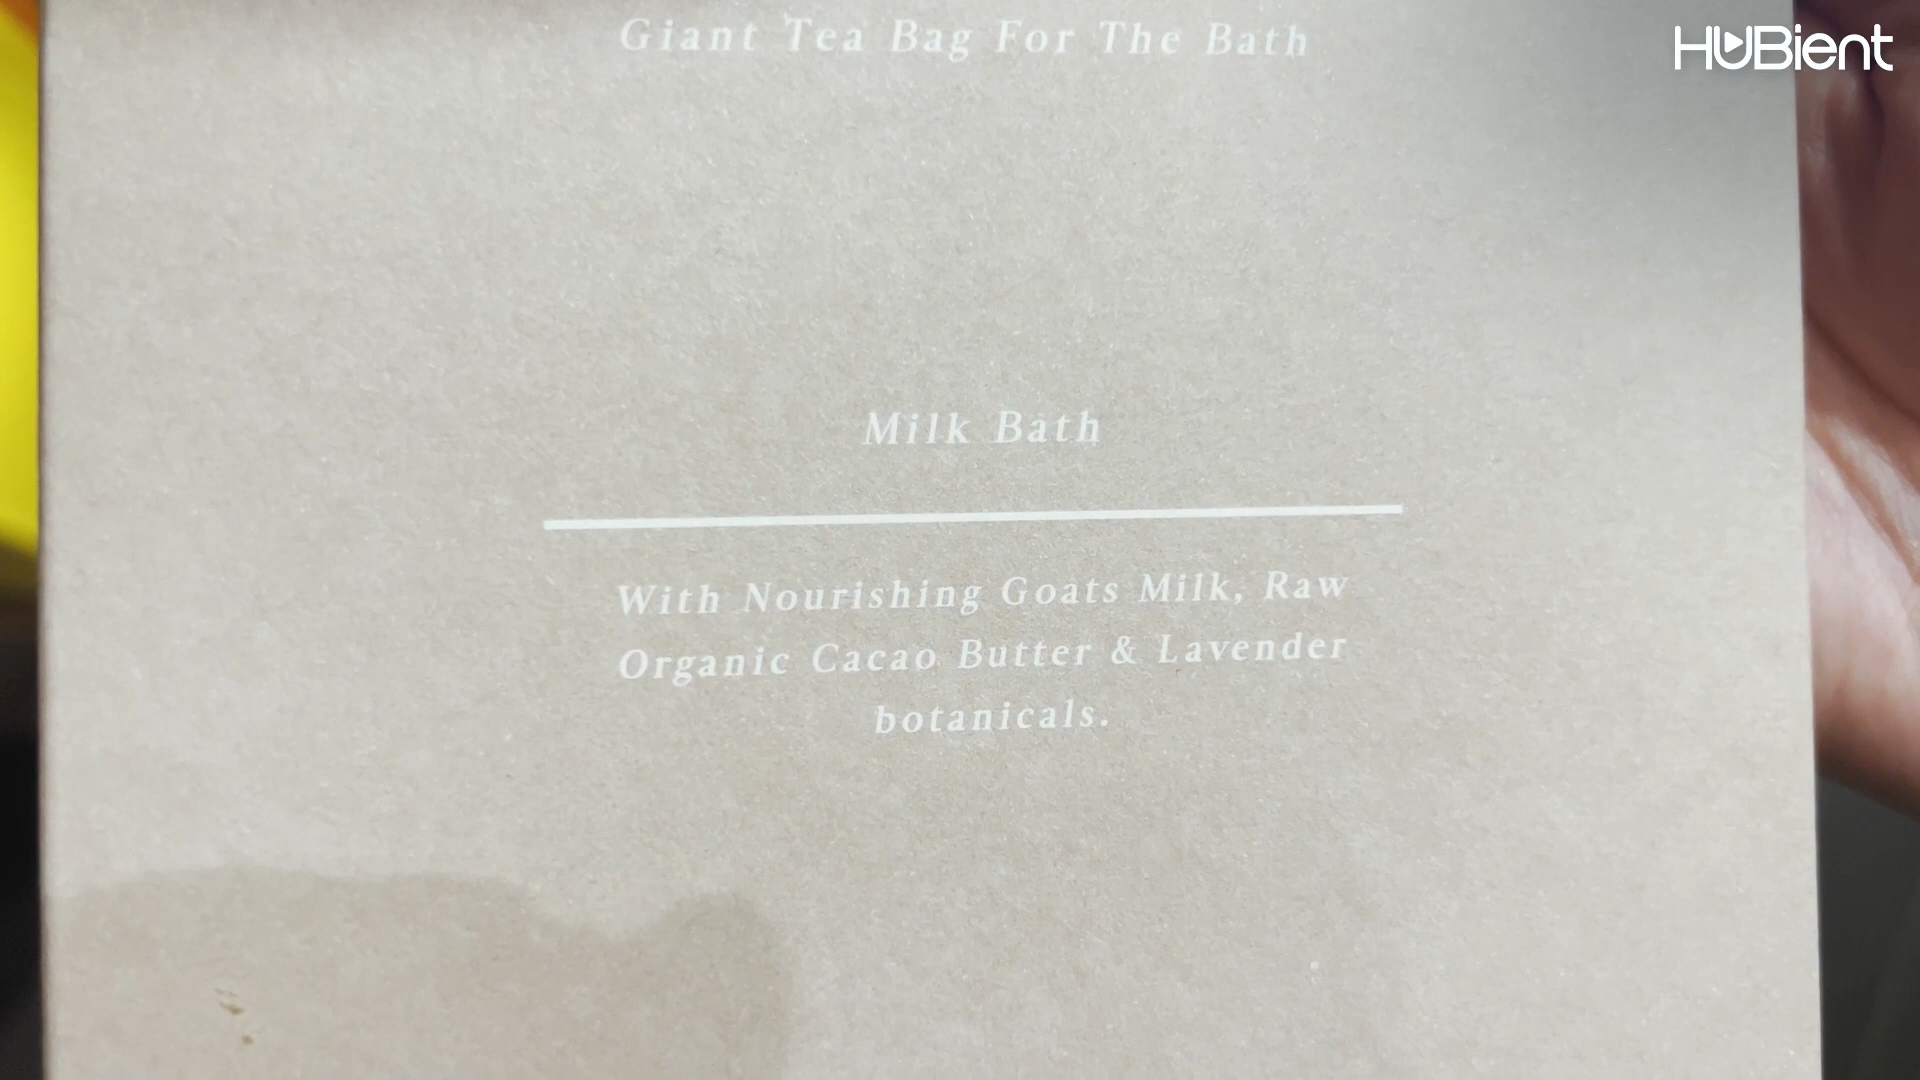 Giant Tea Bag For The Bath
HUBient
Milk Bath
With Nourishing Goats Milk, Raw
Organic Cacao Butter & Lavender
botanicals.